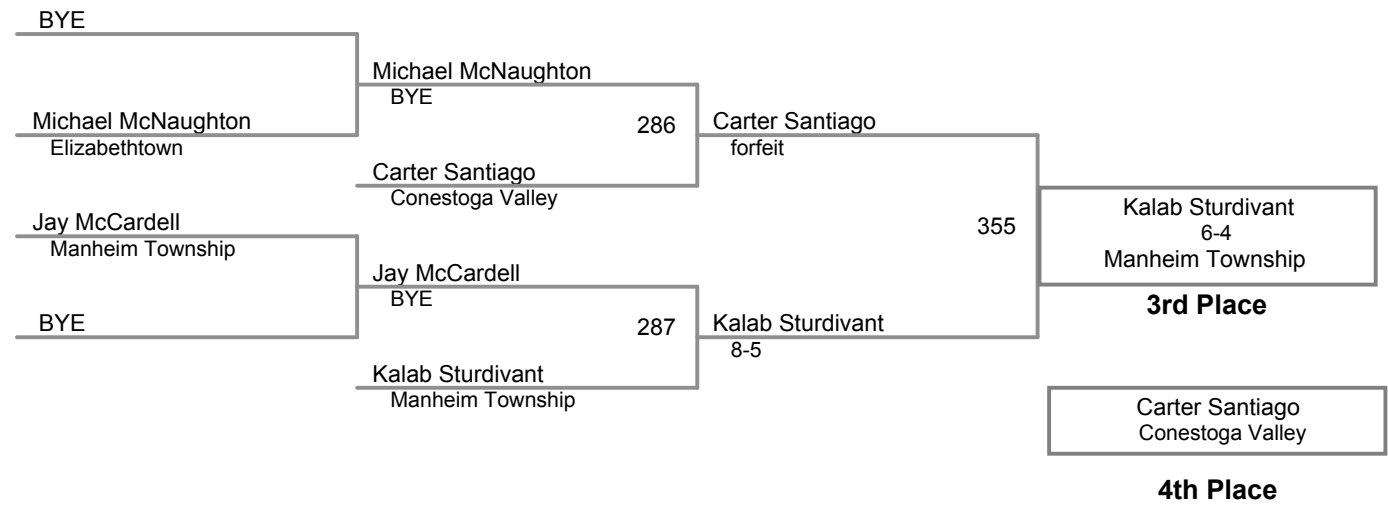 BYE
Michael McNaughton
BYE
Michael McNaughton
Elizabethtown
286
Carter Santiago
forfeit
Carter Santiago
Conestoga Valley
Jay McCardell
Manheim Township
355
Kalab Sturdivant
6-4
Manheim Township
3rd Place
Jay McCardell
BYE
BYE
287
Kalab Sturdivant
8-5
Kalab Sturdivant
Manheim Township
Carter Santiago
Conestoga Valley
4th Place